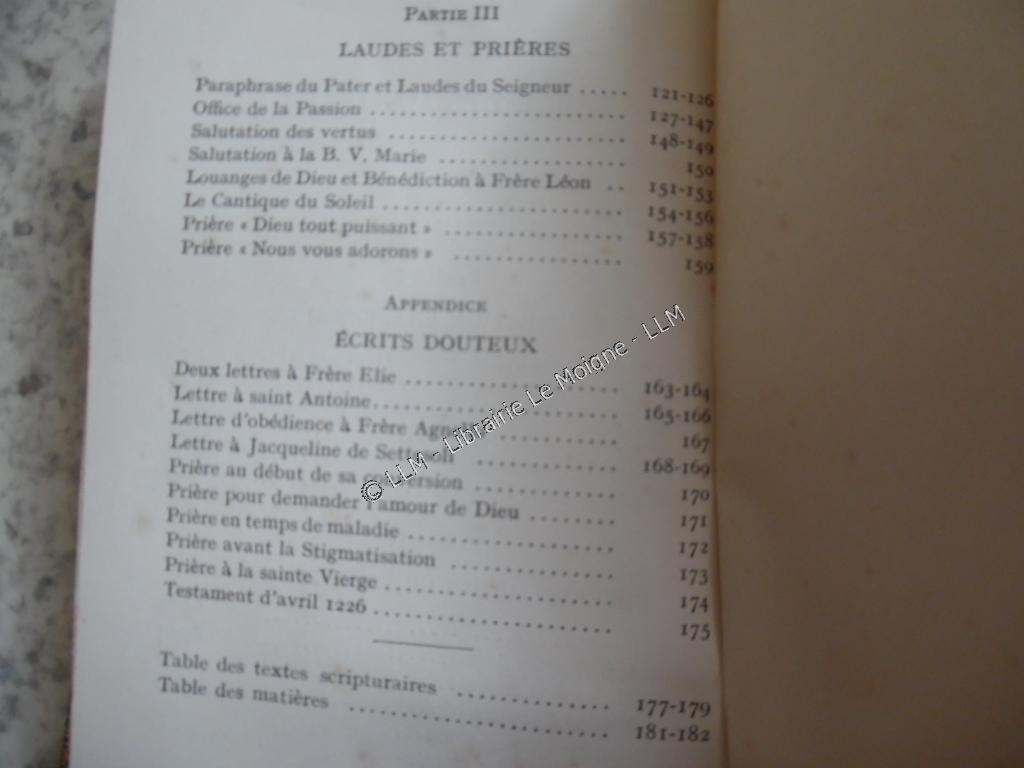 PARTIE III
LAUDES ET PRIÈRES
Paraphrase du Pater et Laudes du Seigneur ..... 121-126
Office de la Passion ........................ 127-147
Salutation des vertus ...................... 148-149
Salutation à la B. V. Marie ................. 150
Louanges de Dieu et Bénédiction à Frère Léon .. 151-153
Le Cantique du Soleil ...................... 154-156
Prière « Dieu tout puissant » ................ 157-158
Prière « Nous vous adorons » ................ 159
APPENDICE
ÉCRITS DOUTEUX
Deux lettres à Frère Elie .................... 163-164
Lettre à saint Antoine ...................... 165-166
Lettre d'obédience à Frère ........... 167
Lettre à Jacqueline de ............. 168-169
Prière au début de sa conversion ............. 170
Prière pour demander l'amour de Dieu ........ 171
Prière en temps de maladie ................... 172
Prière avant la Stigmatisation ............... 173
Prière à la sainte Vierge .................... 174
Testament d'avril 1226 ...................... 175
Table des textes scripturaires .............. 177-179
Table des matières ........................ 181-182
© LLM - Librairie Le Moigne - LLM